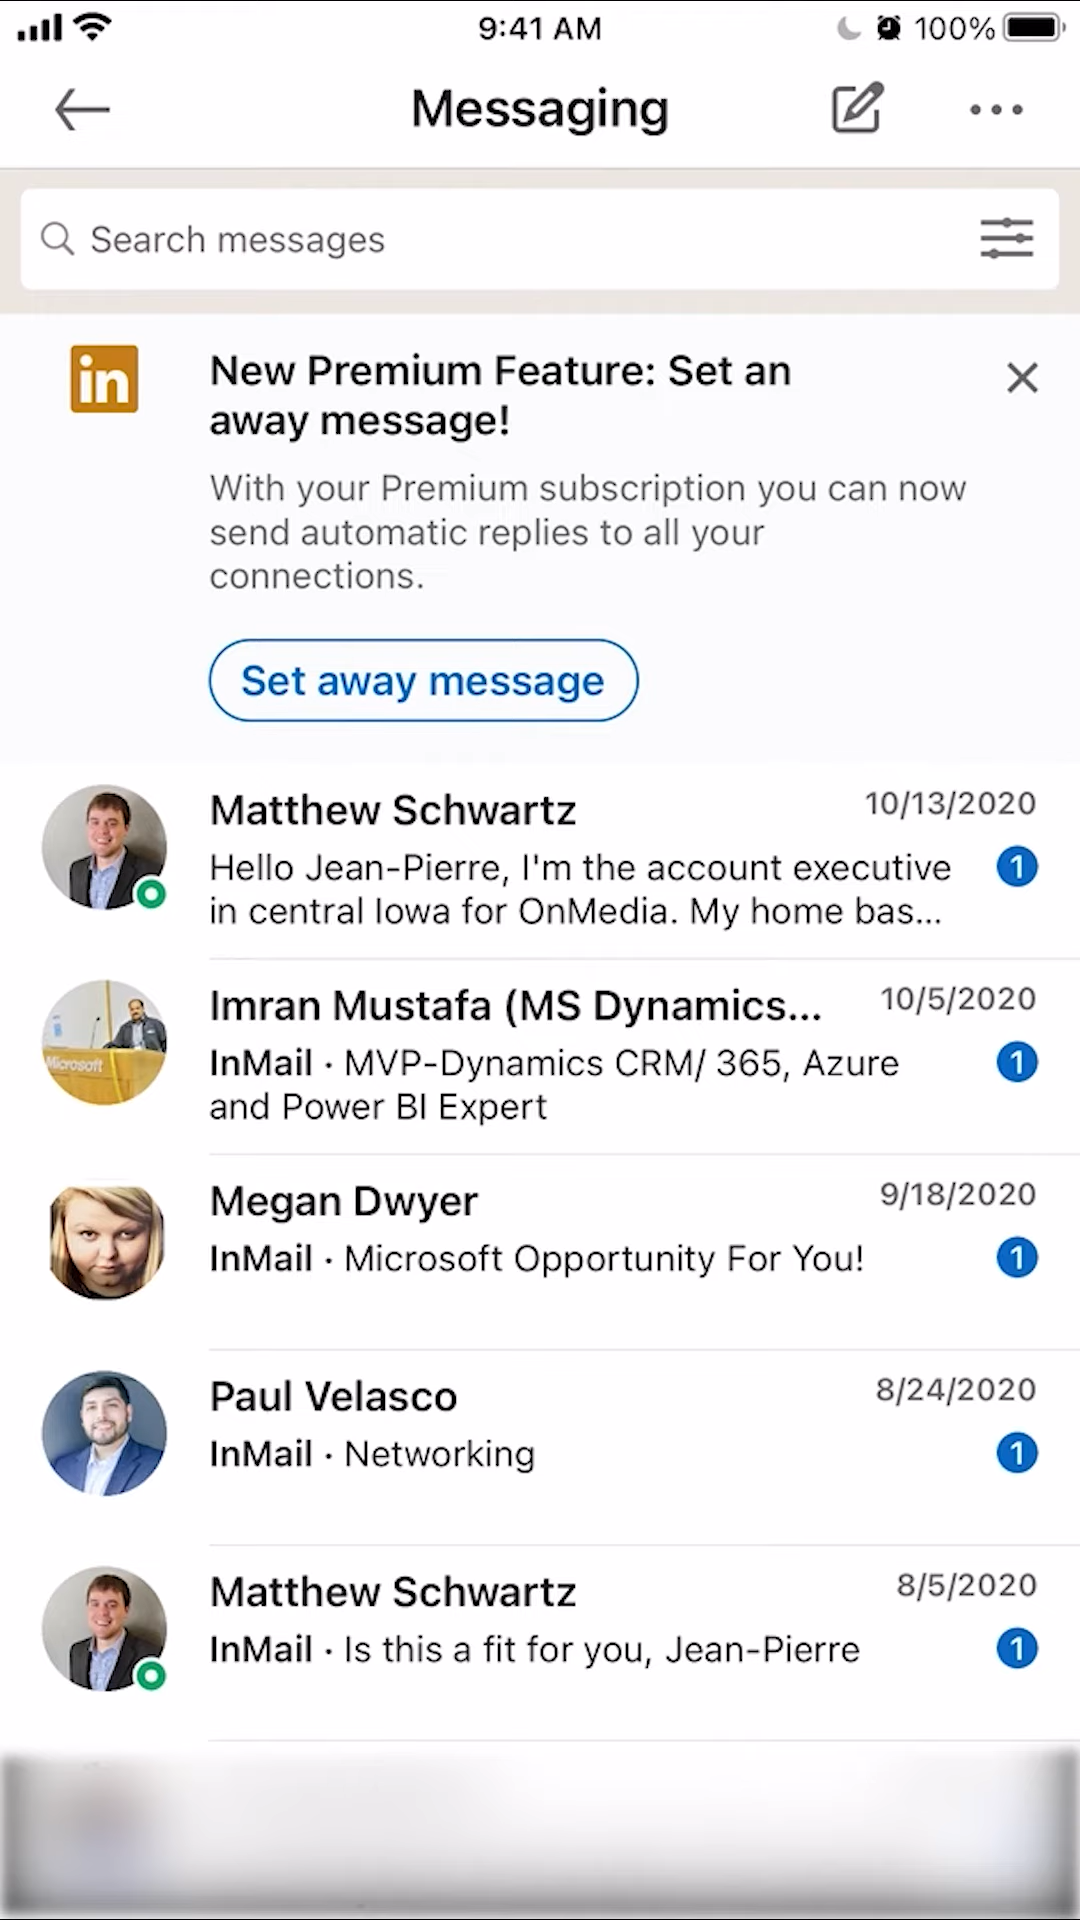 9:41 AM 100%
Messaging
Search messages
in
New Premium Feature: Set an
away message!
With your Premium subscription you can now
send automatic replies to all your
connections.
Set away message
Matthew Schwartz 10/13/2020
Hello Jean-Pierre, I'm the account executive 1
in central Iowa for OnMedia. My home bas...
Imran Mustafa (MS Dynamics... 10/5/2020
InMail · MVP-Dynamics CRM/ 365, Azure 1
and Power BI Expert
Microsoft
Megan Dwyer 9/18/2020
InMail · Microsoft Opportunity For You! 1
Paul Velasco 8/24/2020
InMail · Networking 1
Matthew Schwartz 8/5/2020
InMail · Is this a fit for you, Jean-Pierre 1